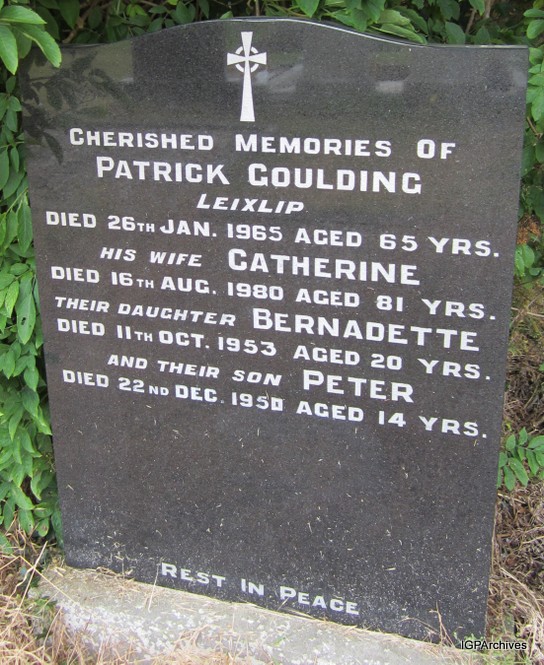 CHERISHED MEMORIES OF
PATRICK GOULDING
LEIXLIP
DIED 26TH JAN. 1965 AGED 65 YRS.
HIS WIFE CATHERINE
DIED 16TH AUG. 1980 AGED 81 YRS.
THEIR DAUGHTER BERNADETTE
DIED 11TH OCT. 1953 AGED 20 YRS.
AND THEIR SON PETER
DIED 22ND DEC. AGED 14 YRS.
REST IN PEACE
IGPArchives